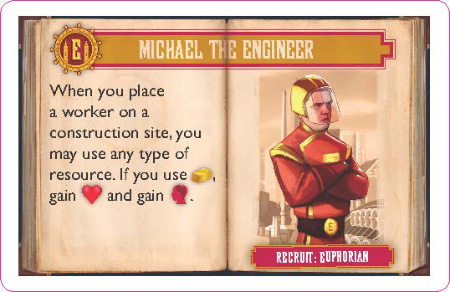 E
MICHAEL THE ENGINEER
When you place
a worker on a
construction site, you
may use any type of
resource. If you use ,
gain and gain .
E
RECRUIT: EUPHORIAN